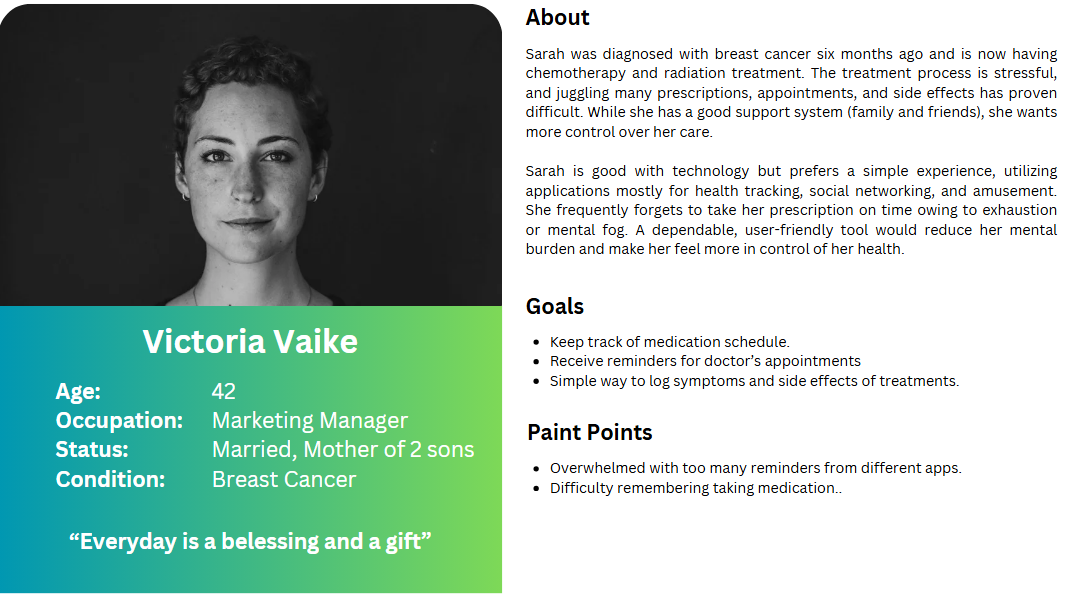 Victoria Vaike
Age: 42
Occupation: Marketing Manager
Status: Married, Mother of 2 sons
Condition: Breast Cancer
“Everyday is a belessing and a gift”
About
Sarah was diagnosed with breast cancer six months ago and is now having
chemotherapy and radiation treatment. The treatment process is stressful,
and juggling many prescriptions, appointments, and side effects has proven
difficult. While she has a good support system (family and friends), she wants
more control over her care.
Sarah is good with technology but prefers a simple experience, utilizing
applications mostly for health tracking, social networking, and amusement.
She frequently forgets to take her prescription on time owing to exhaustion
or mental fog. A dependable, user-friendly tool would reduce her mental
burden and make her feel more in control of her health.
Goals
• Keep track of medication schedule.
• Receive reminders for doctor’s appointments
• Simple way to log symptoms and side effects of treatments.
Paint Points
• Overwhelmed with too many reminders from different apps.
• Difficulty remembering taking medication..